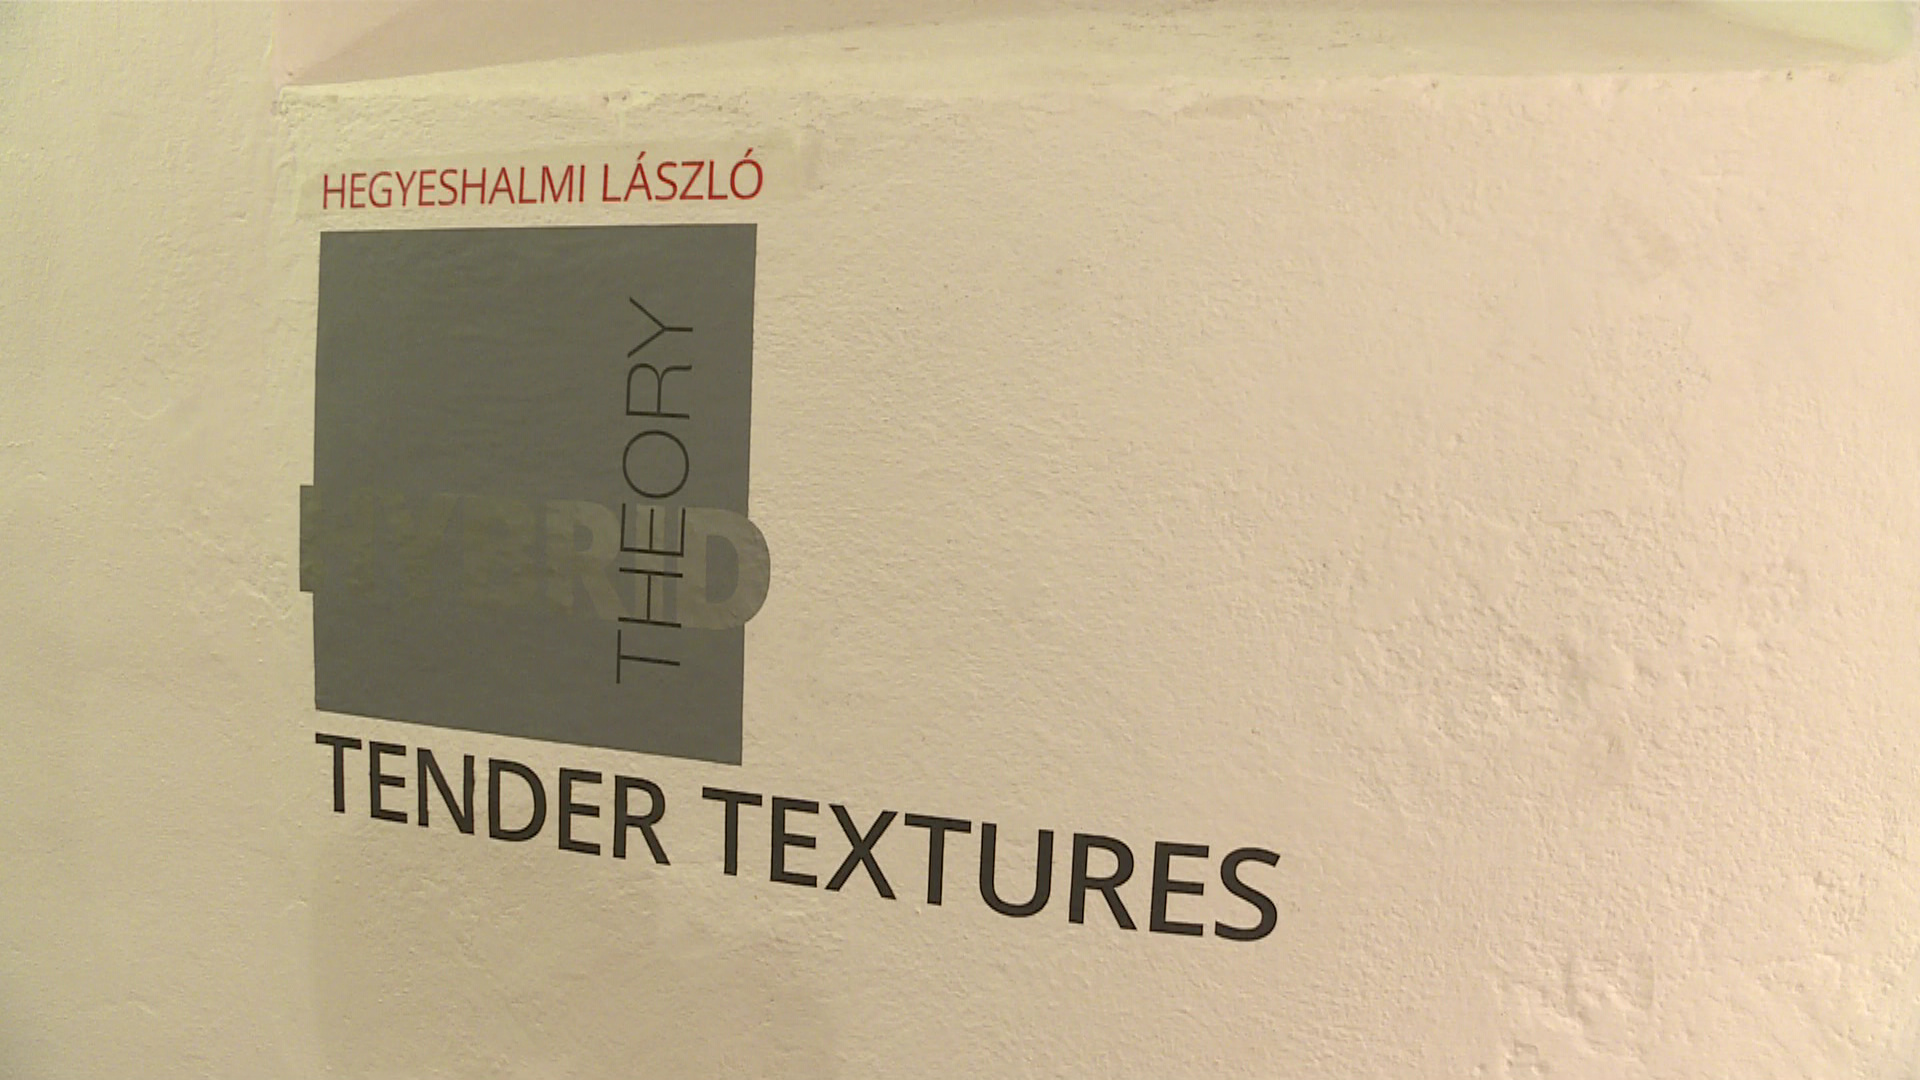 HEGYESHALMI LÁSZLÓ
HYBRID
THEORY
TENDER TEXTURES